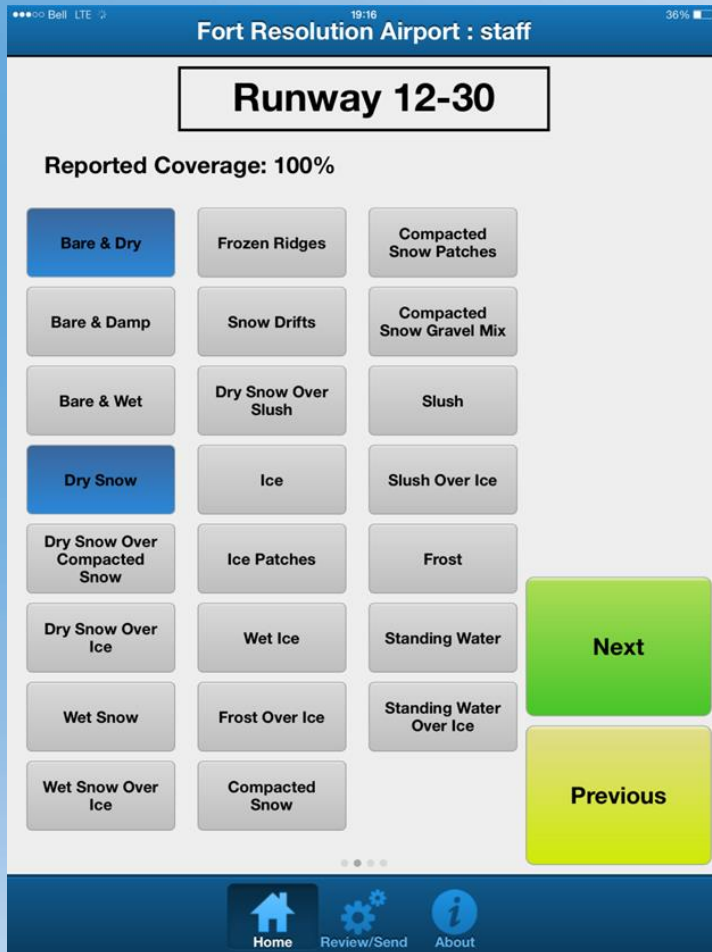 Bell LTE
19:16
36%
Fort Resolution Airport : staff
Runway 12-30
Reported Coverage: 100%
Bare & Dry
Frozen Ridges
Compacted
Snow Patches
Bare & Damp
Snow Drifts
Compacted
Snow Gravel Mix
Bare & Wet
Dry Snow Over
Slush
Slush
Dry Snow
Ice
Slush Over Ice
Dry Snow Over
Compacted
Snow
Ice Patches
Frost
Dry Snow Over
Ice
Wet Ice
Standing Water
Wet Snow
Frost Over Ice
Standing Water
Over Ice
Wet Snow Over
Ice
Compacted
Snow
Next
Previous
Home
Review/Send
About